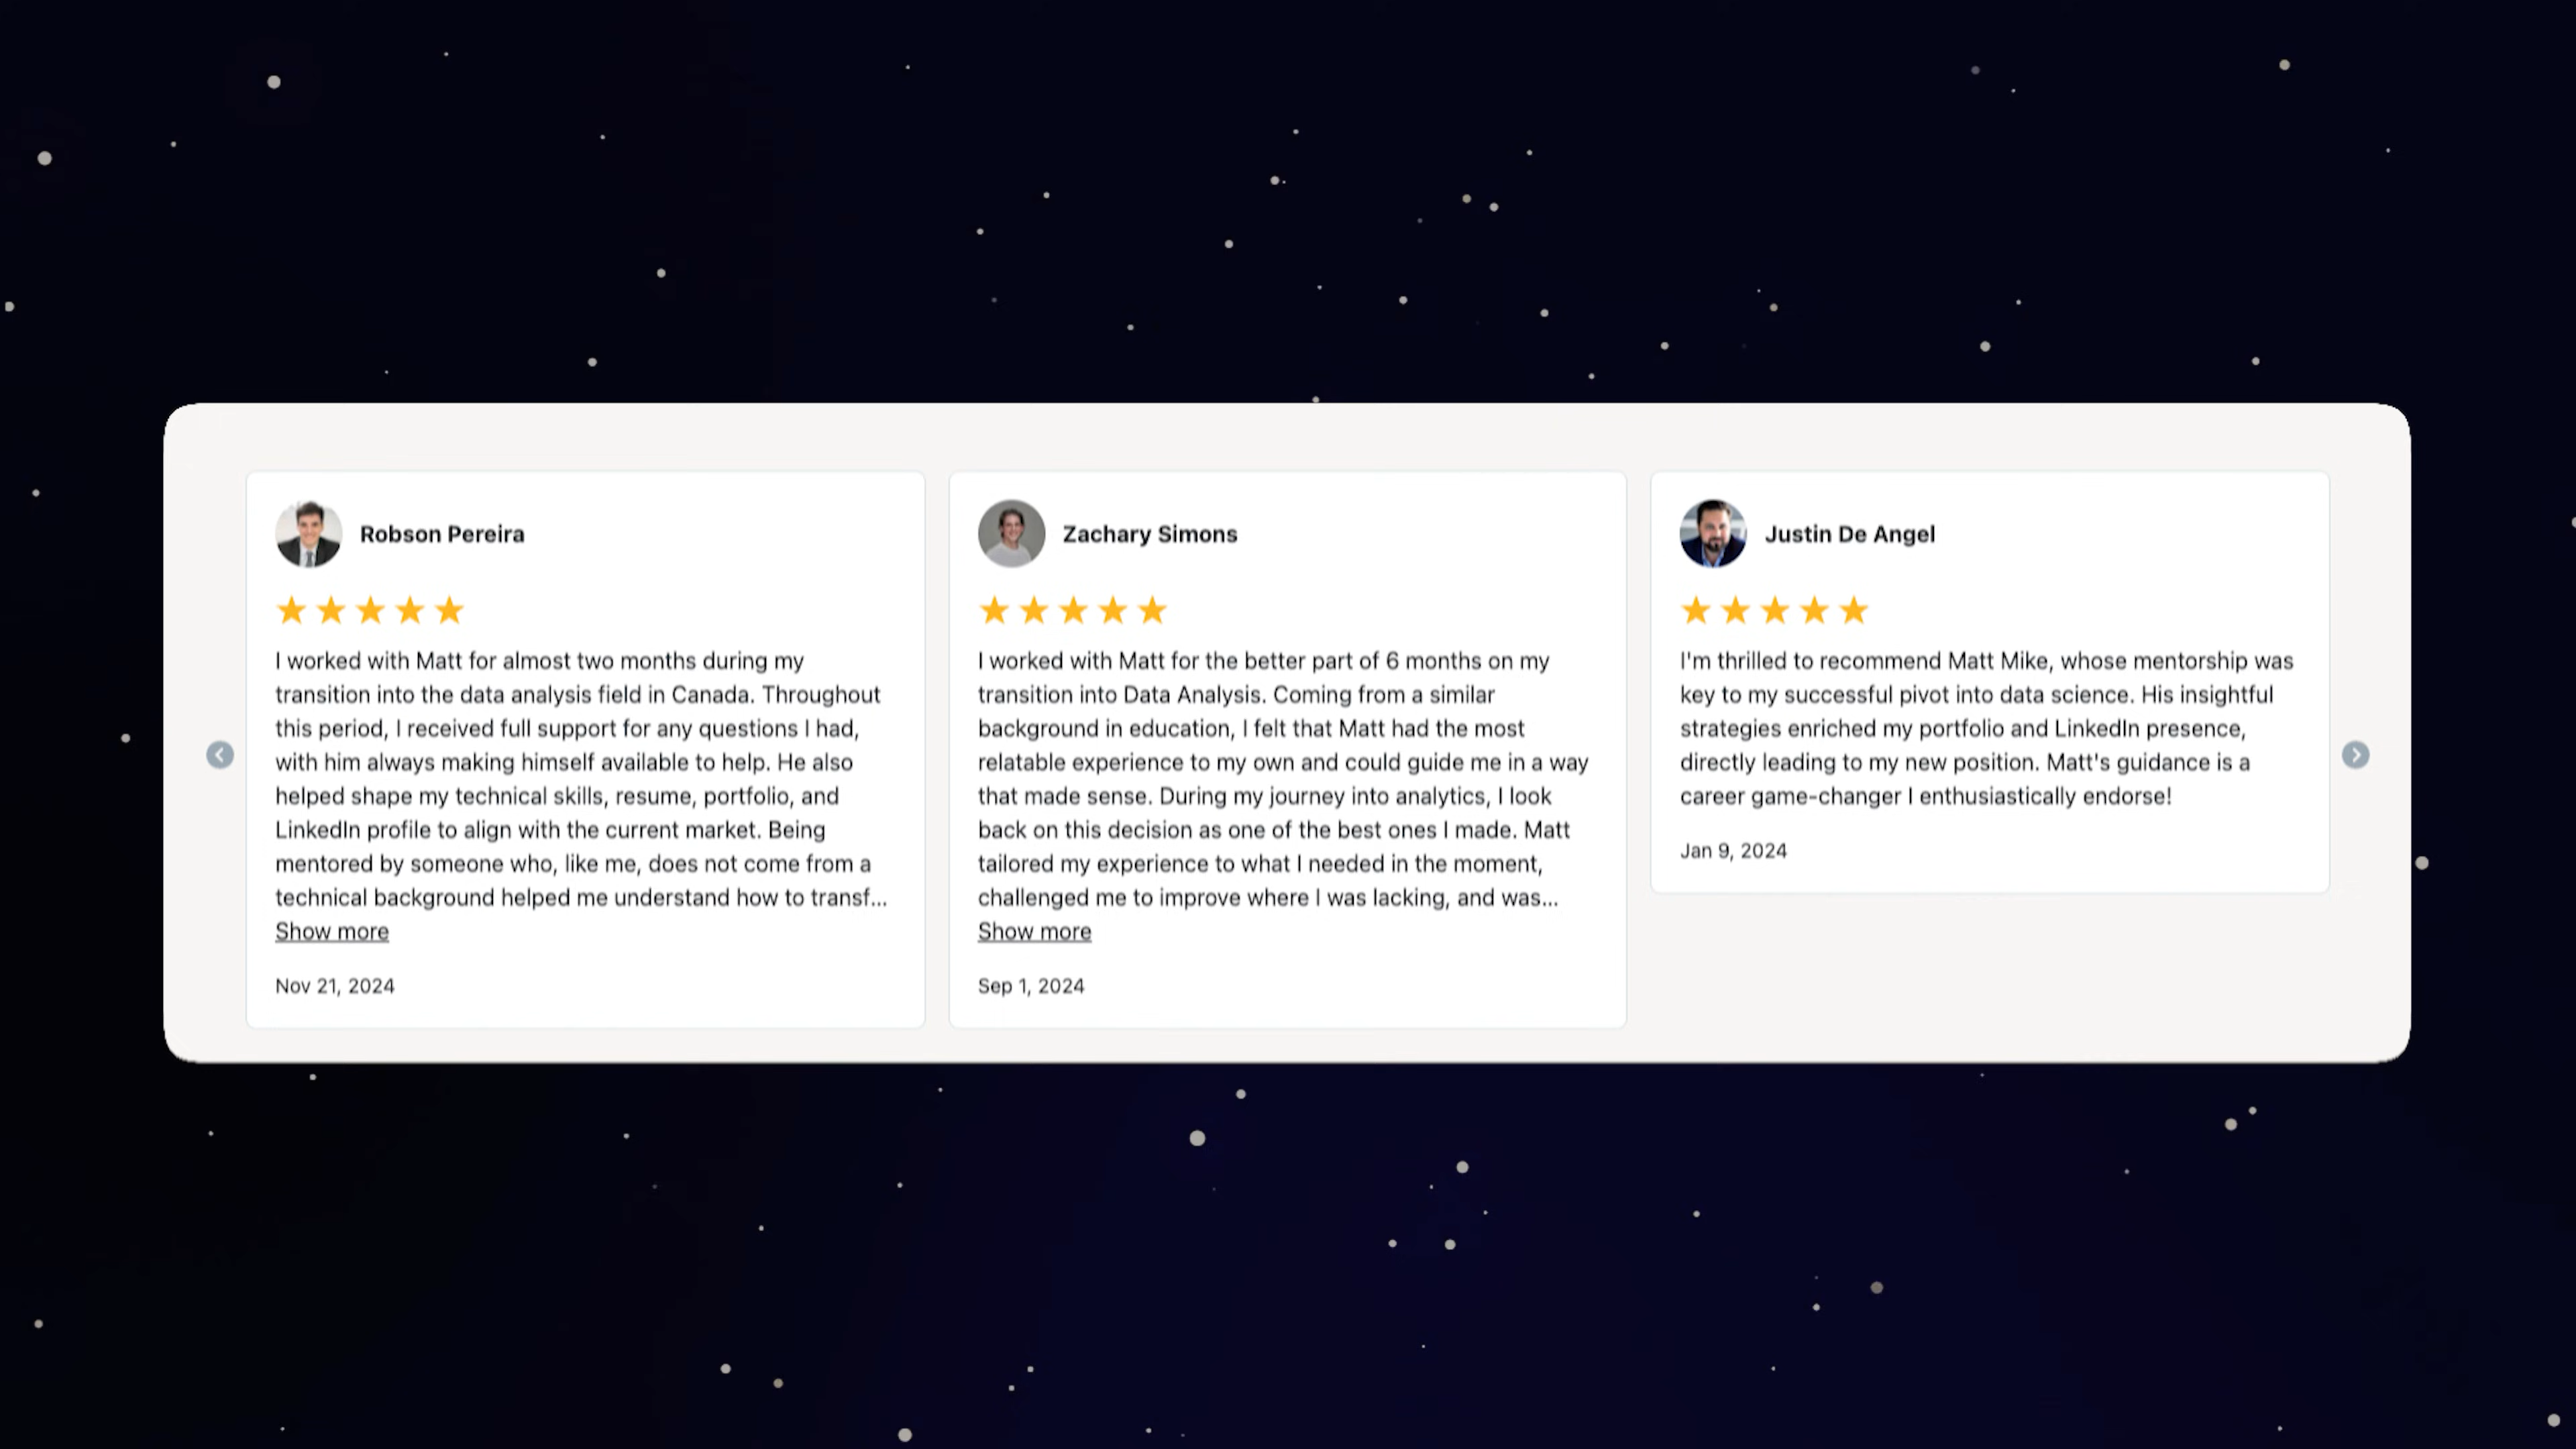 Robson Pereira
I worked with Matt for almost two months during my
transition into the data analysis field in Canada. Throughout
this period, I received full support for any questions I had,
with him always making himself available to help. He also
helped shape my technical skills, resume, portfolio, and
LinkedIn profile to align with the current market. Being
mentored by someone who, like me, does not come from a
technical background helped me understand how to transf...
Show more
Nov 21, 2024
Zachary Simons
I worked with Matt for the better part of 6 months on my
transition into Data Analysis. Coming from a similar
background in education, I felt that Matt had the most
relatable experience to my own and could guide me in a way
that made sense. During my journey into analytics, I look
back on this decision as one of the best ones I made. Matt
tailored my experience to what I needed in the moment,
challenged me to improve where I was lacking, and was...
Show more
Sep 1, 2024
Justin De Angel
I'm thrilled to recommend Matt Mike, whose mentorship was
key to my successful pivot into data science. His insightful
strategies enriched my portfolio and LinkedIn presence,
directly leading to my new position. Matt's guidance is a
career game-changer I enthusiastically endorse!
Jan 9, 2024